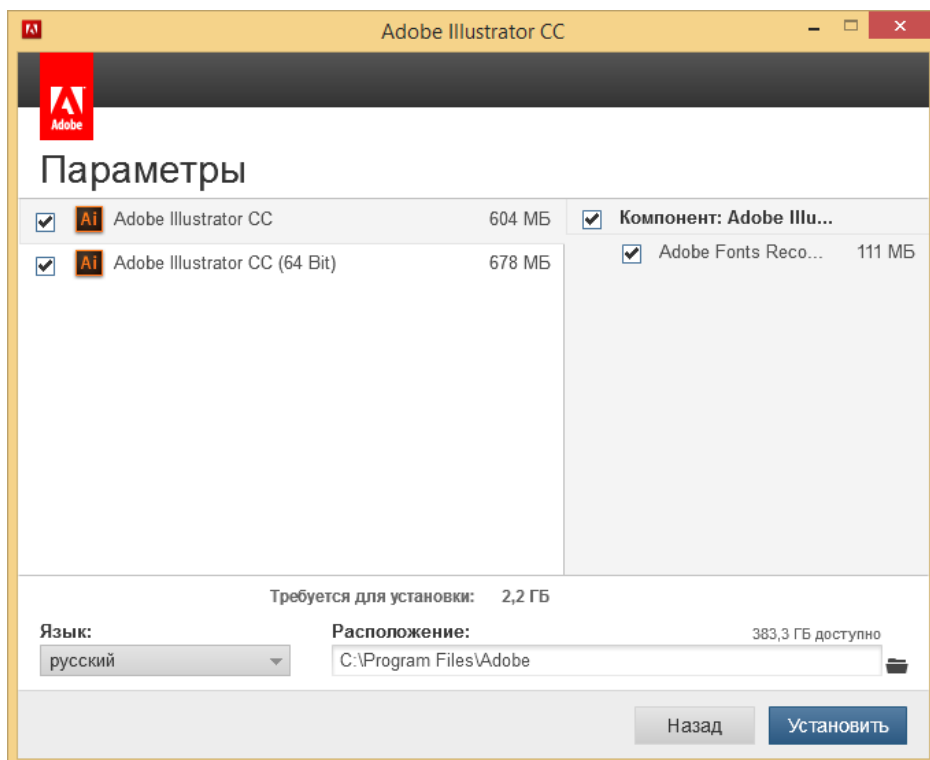 Adobe Illustrator CC
Adobe
Параметры
Ai Adobe Illustrator CC 604 МБ
Ai Adobe Illustrator CC (64 Bit) 678 МБ
Компонент: Adobe Illu...
Adobe Fonts Reco... 111 МБ
Требуется для установки: 2,2 ГБ
Язык:
русский
Расположение: 383,3 ГБ доступно
C:\Program Files\Adobe
Назад Установить